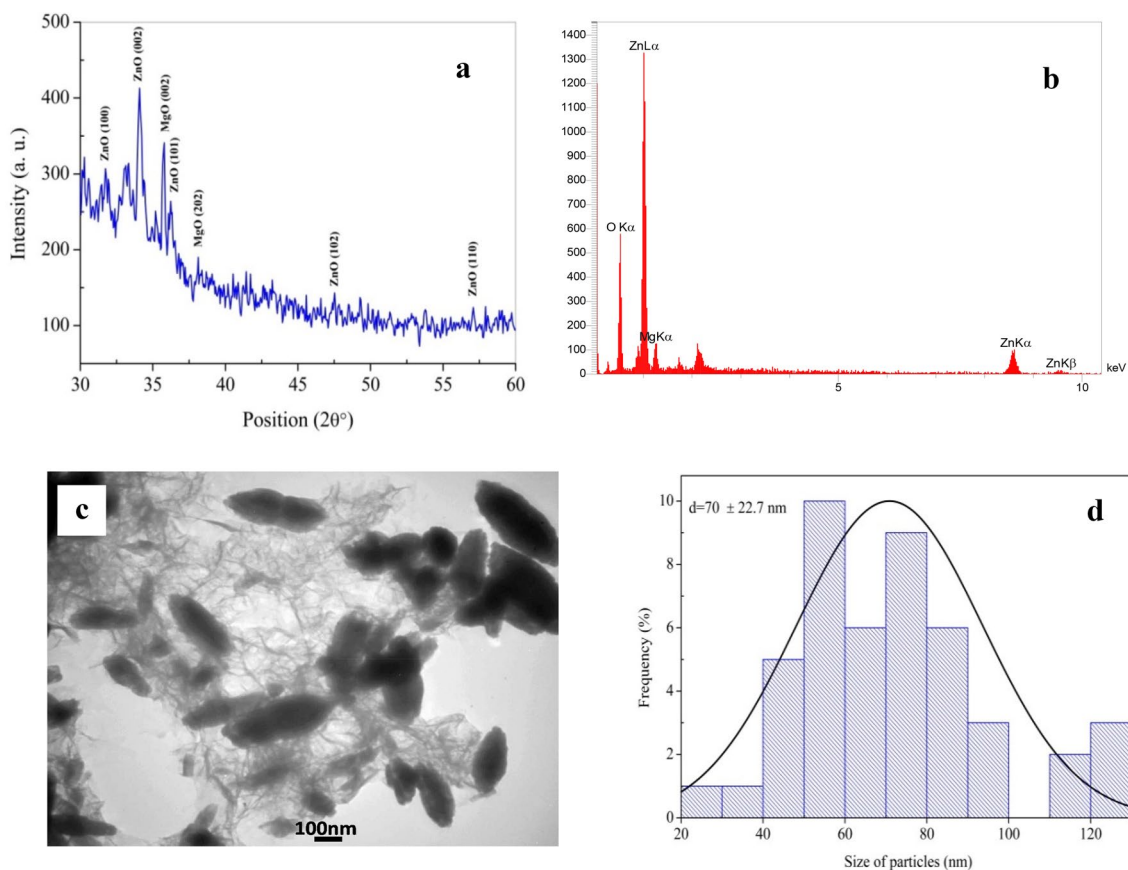 a
500
400
300
200
100
Intensity (a. u.)
ZnO (100)
ZnO (002)
MgO (002)
ZnO (101)
MgO (202)
ZnO (102)
ZnO (110)
30 35 40 45 50 55 60
Position (2θ°)
b
1400
1300
1200
1100
1000
900
800
700
600
500
400
300
200
100
0
ZnLα
O Kα
MgKα
ZnKα
ZnKβ
keV
5 10
c
100nm
d
d=70 ± 22.7 nm
10
8
6
4
2
0
Frequency (%)
20 40 60 80 100 120
Size of particles (nm)